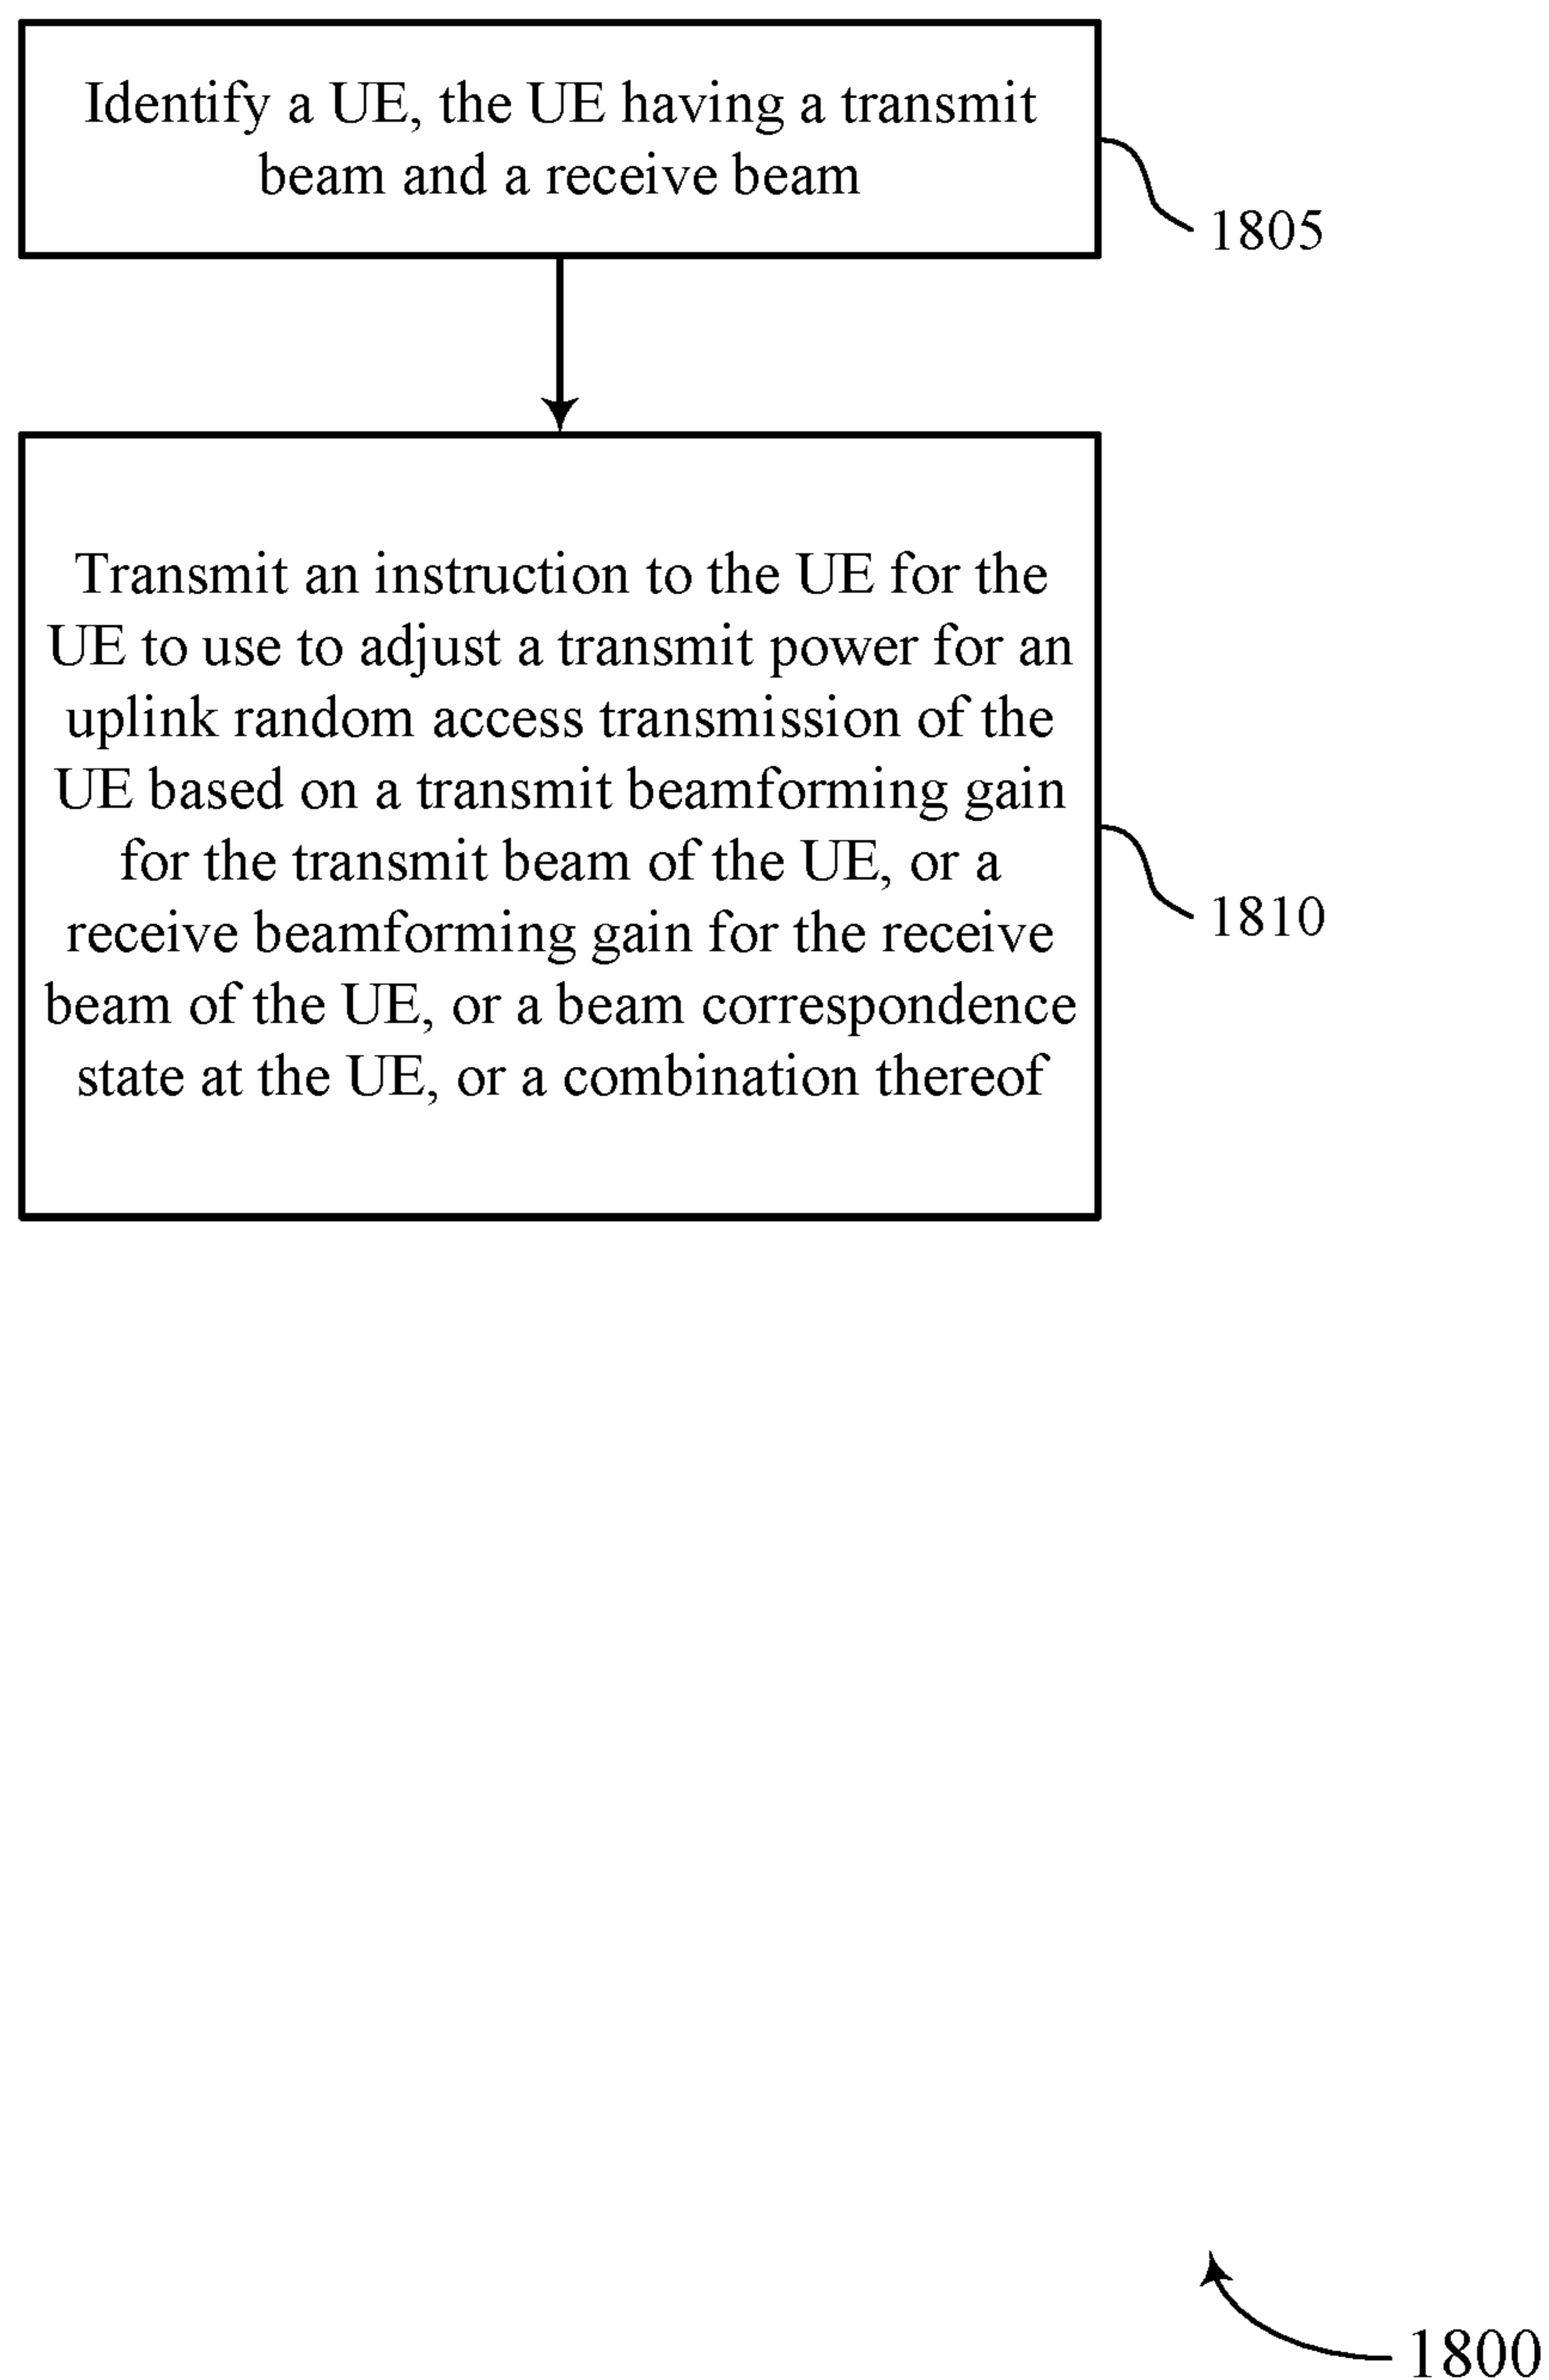 Identify a UE, the UE having a transmit
beam and a receive beam
1805
Transmit an instruction to the UE for the
UE to use to adjust a transmit power for an
uplink random access transmission of the
UE based on a transmit beamforming gain
for the transmit beam of the UE, or a
receive beamforming gain for the receive
beam of the UE, or a beam correspondence
state at the UE, or a combination thereof
1810
1800